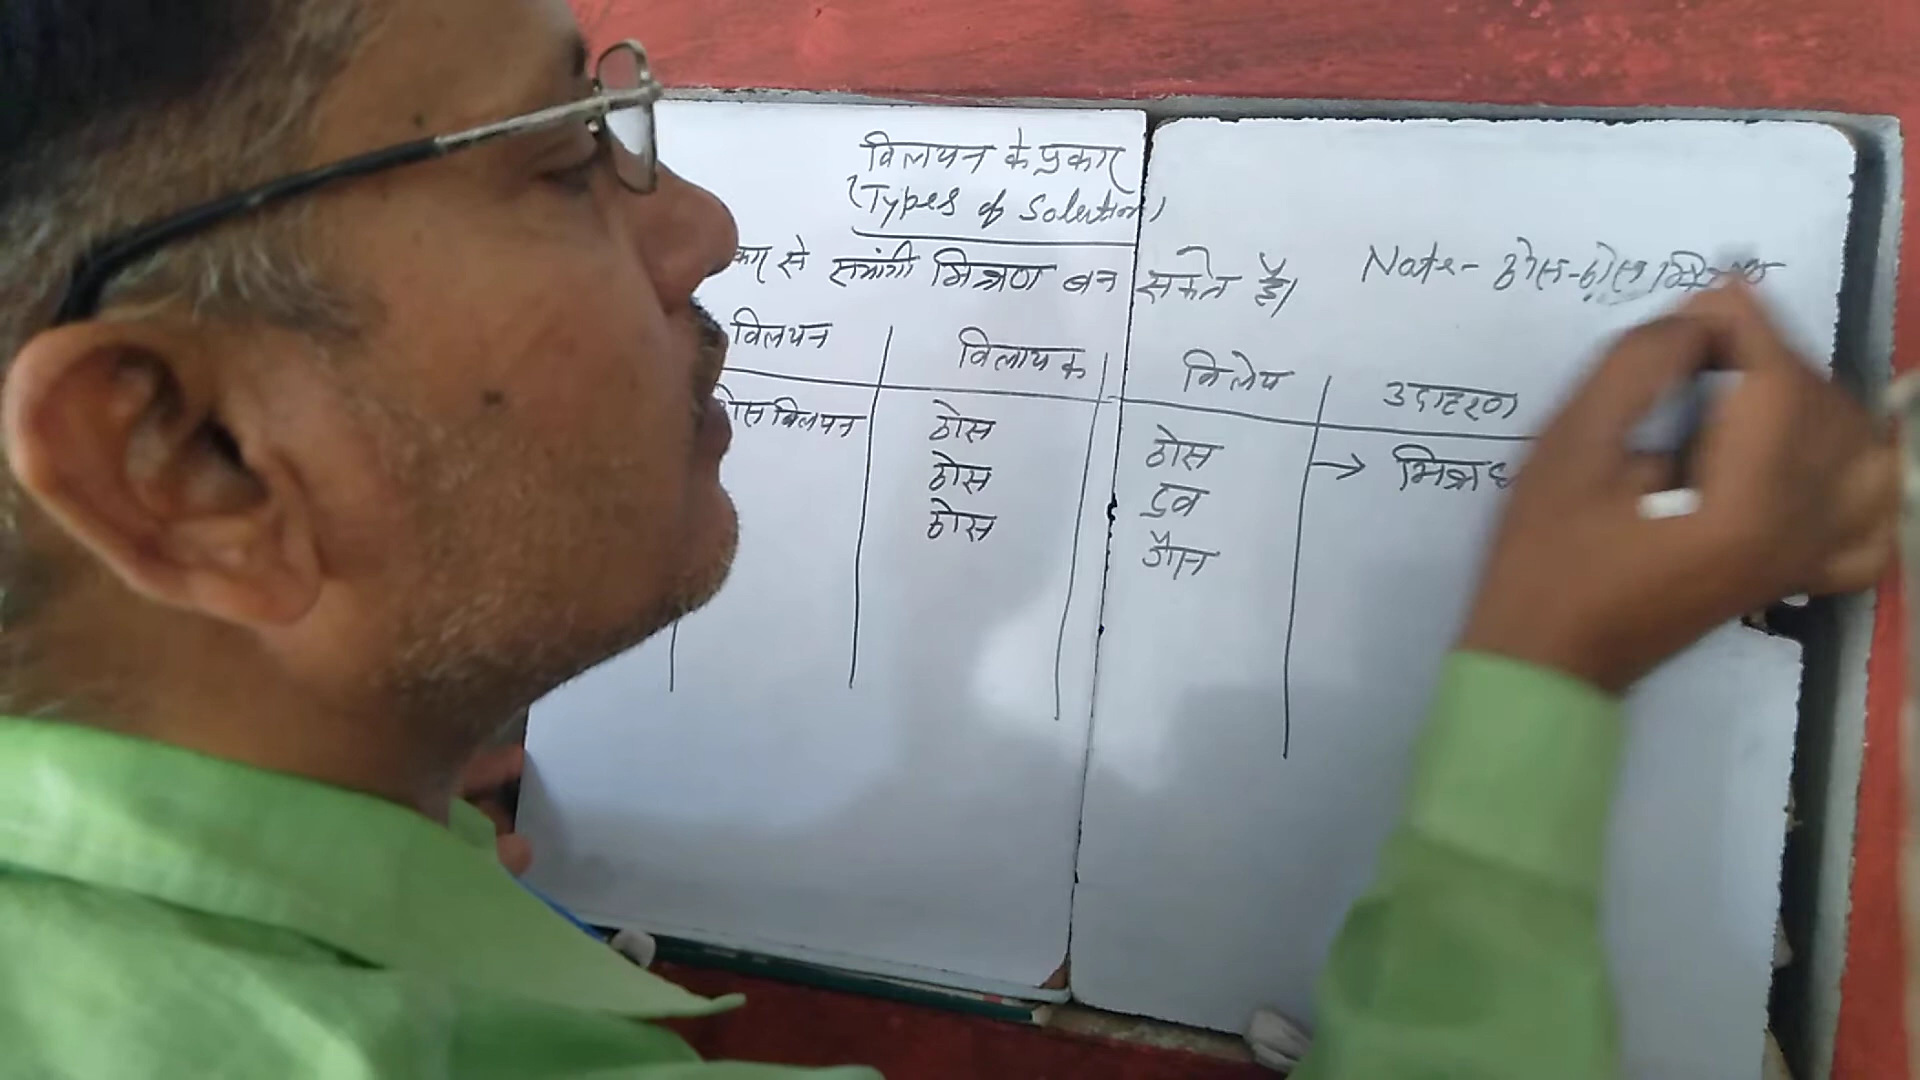 विलयन के प्रकार
(Types of Solution)
से समांगी मिश्रण बन सकते हैं।
Note- ठोस-ठोस
विलयन विलायक विलेय उदाहरण
विलयन ठोस ठोस →
ठोस द्रव
ठोस गैस